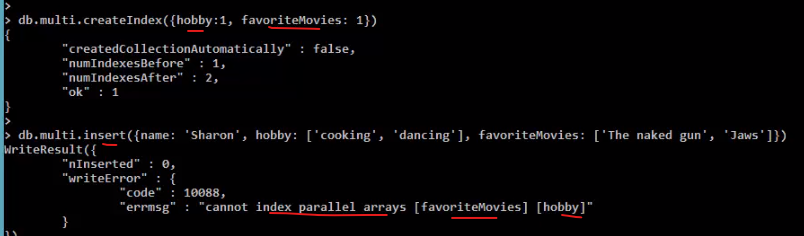 >
> db.multi.createIndex({hobby:1, favoriteMovies: 1})
{
"createdCollectionAutomatically" : false,
"numIndexesBefore" : 1,
"numIndexesAfter" : 2,
"ok" : 1
}
>
> db.multi.insert({name: 'Sharon', hobby: ['cooking', 'dancing'], favoriteMovies: ['The naked gun', 'Jaws']})
WriteResult({
"nInserted" : 0,
"writeError" : {
"code" : 10088,
"errmsg" : "cannot index parallel arrays [favoriteMovies] [hobby]"
}
})